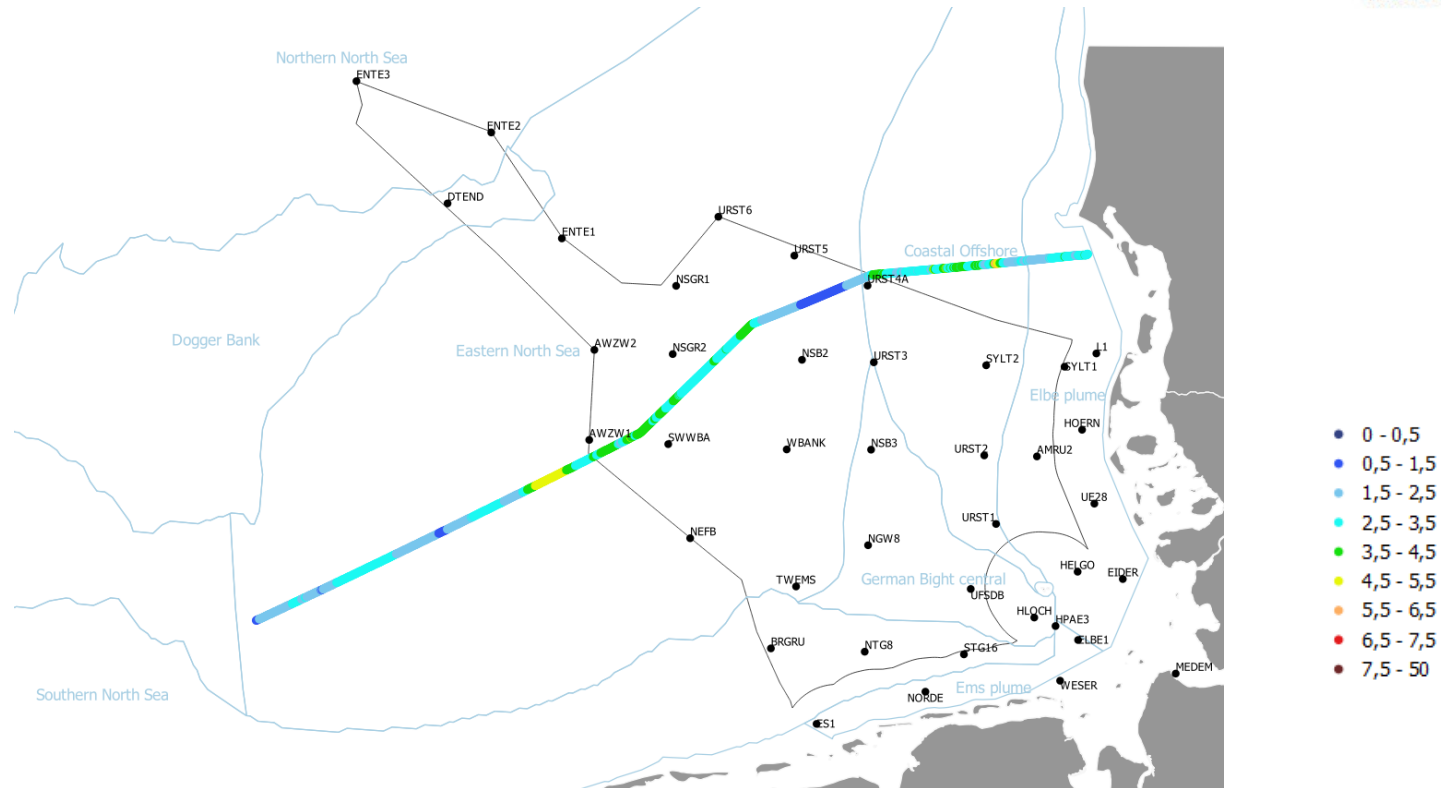 Northern North Sea
ENTE3
ENTE2
DTEND
URST6
ENTE1
URST5
Coastal Offshore
NSGR1
URST4A
Dogger Bank
AWZW2
Eastern North Sea
NSGR2
NSB2
URST3
SYLT2
L1
SYLT1
Elbe plume
HOERN
AWZW1
SWWBA
WBANK
NSB3
URST2
AMRU2
UE28
URST1
NEFB
NGW8
HELGO
EIDER
TWEMS
German Bight central
UFSDB
HLOCH
HPAE3
ELBE1
BRGRU
NTG8
STG16
MEDEM
Southern North Sea
Ems plume
WESER
NORDE
ES1
0 - 0,5
0,5 - 1,5
1,5 - 2,5
2,5 - 3,5
3,5 - 4,5
4,5 - 5,5
5,5 - 6,5
6,5 - 7,5
7,5 - 50